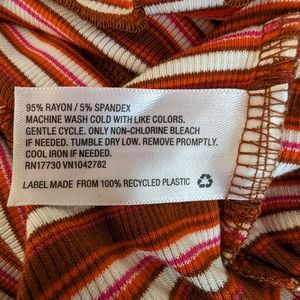 95% RAYON / 5% SPANDEX
MACHINE WASH COLD WITH LIKE COLORS.
GENTLE CYCLE. ONLY NON-CHLORINE BLEACH
IF NEEDED. TUMBLE DRY LOW. REMOVE PROMPTLY.
COOL IRON IF NEEDED.
RN17730 VN1042782
LABEL MADE FROM 100% RECYCLED PLASTIC